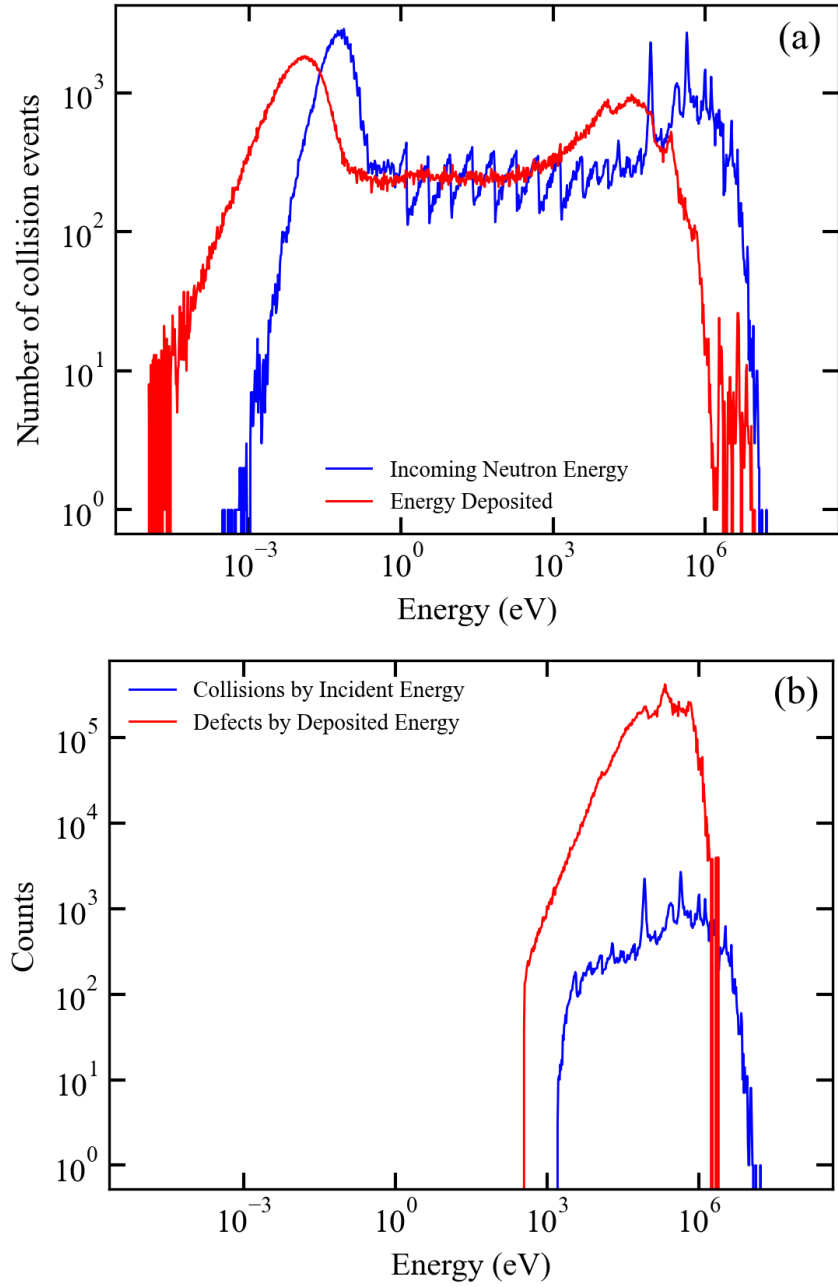 (a)
Number of collision events
10³
10²
10¹
10⁰
Incoming Neutron Energy
Energy Deposited
10⁻³ 10⁰ 10³ 10⁶
Energy (eV)
(b)
Collisions by Incident Energy
Defects by Deposited Energy
Counts
10⁵
10⁴
10³
10²
10¹
10⁰
10⁻³ 10⁰ 10³ 10⁶
Energy (eV)